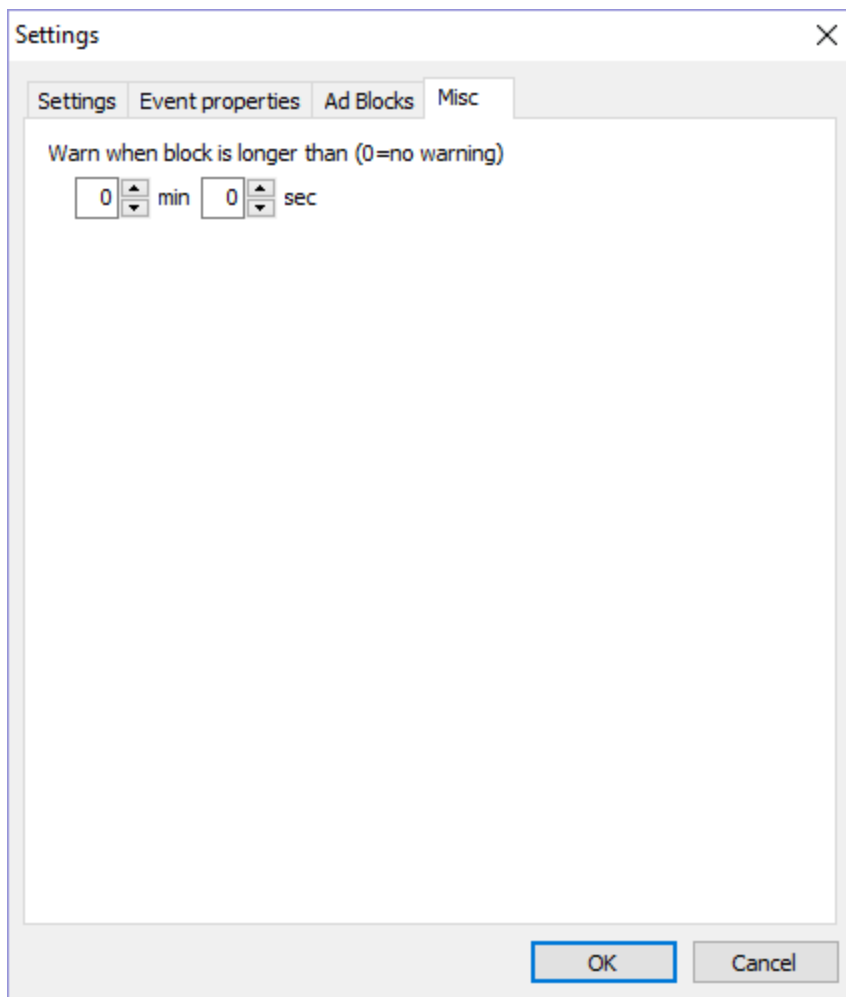 Settings
Settings Event properties Ad Blocks Misc
Warn when block is longer than (0=no warning)
0 min 0 sec
OK Cancel